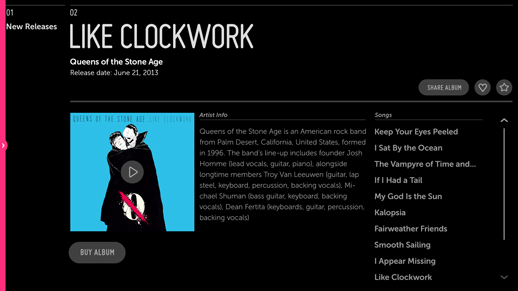 01
New Releases
02
LIKE CLOCKWORK
Queens of the Stone Age
Release date: June 21, 2013
SHARE ALBUM
QUEENS OF THE STONE AGE ...LIKE CLOCKWORK
BUY ALBUM
Artist Info
Queens of the Stone Age is an American rock band
from Palm Desert, California, United States, formed
in 1996. The band's line-up includes founder Josh
Homme (lead vocals, guitar, piano), alongside
longtime members Troy Van Leeuwen (guitar, lap
steel, keyboard, percussion, backing vocals), Mi-
chael Shuman (bass guitar, keyboard, backing
vocals), Dean Fertita (keyboards, guitar, percussion,
backing vocals)
Songs
Keep Your Eyes Peeled
I Sat By the Ocean
The Vampyre of Time and...
If I Had a Tail
My God Is the Sun
Kalopsia
Fairweather Friends
Smooth Sailing
I Appear Missing
Like Clockwork